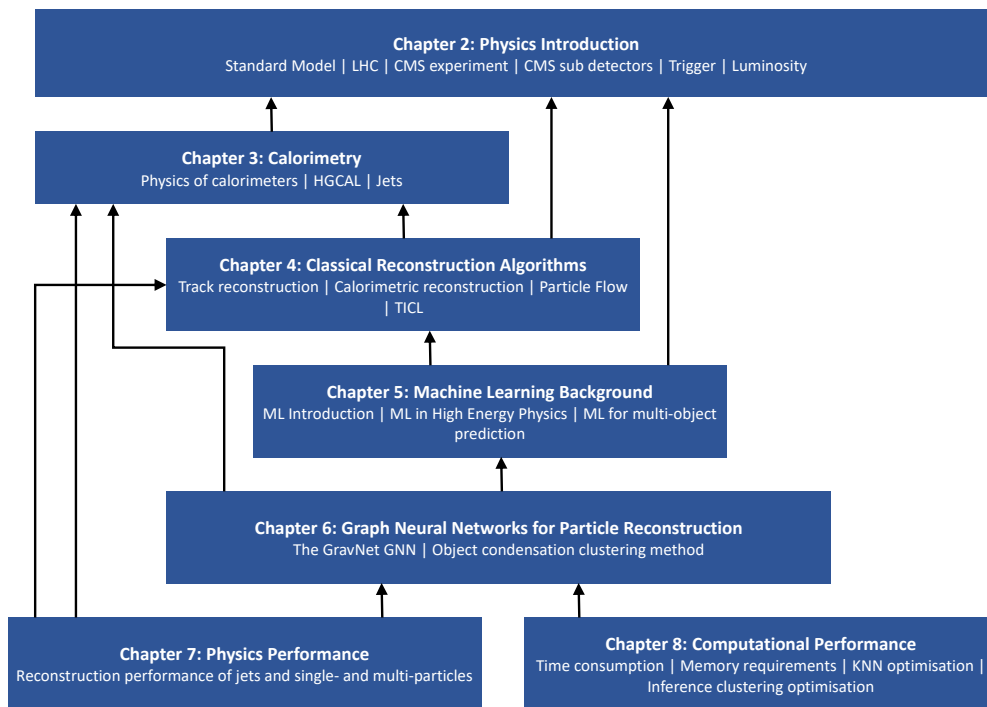 Chapter 2: Physics Introduction
Standard Model | LHC | CMS experiment | CMS sub detectors | Trigger | Luminosity
Chapter 3: Calorimetry
Physics of calorimeters | HGCAL | Jets
Chapter 4: Classical Reconstruction Algorithms
Track reconstruction | Calorimetric reconstruction | Particle Flow
| TICL
Chapter 5: Machine Learning Background
ML Introduction | ML in High Energy Physics | ML for multi-object
prediction
Chapter 6: Graph Neural Networks for Particle Reconstruction
The GravNet GNN | Object condensation clustering method
Chapter 7: Physics Performance
Reconstruction performance of jets and single- and multi-particles
Chapter 8: Computational Performance
Time consumption | Memory requirements | KNN optimisation |
Inference clustering optimisation